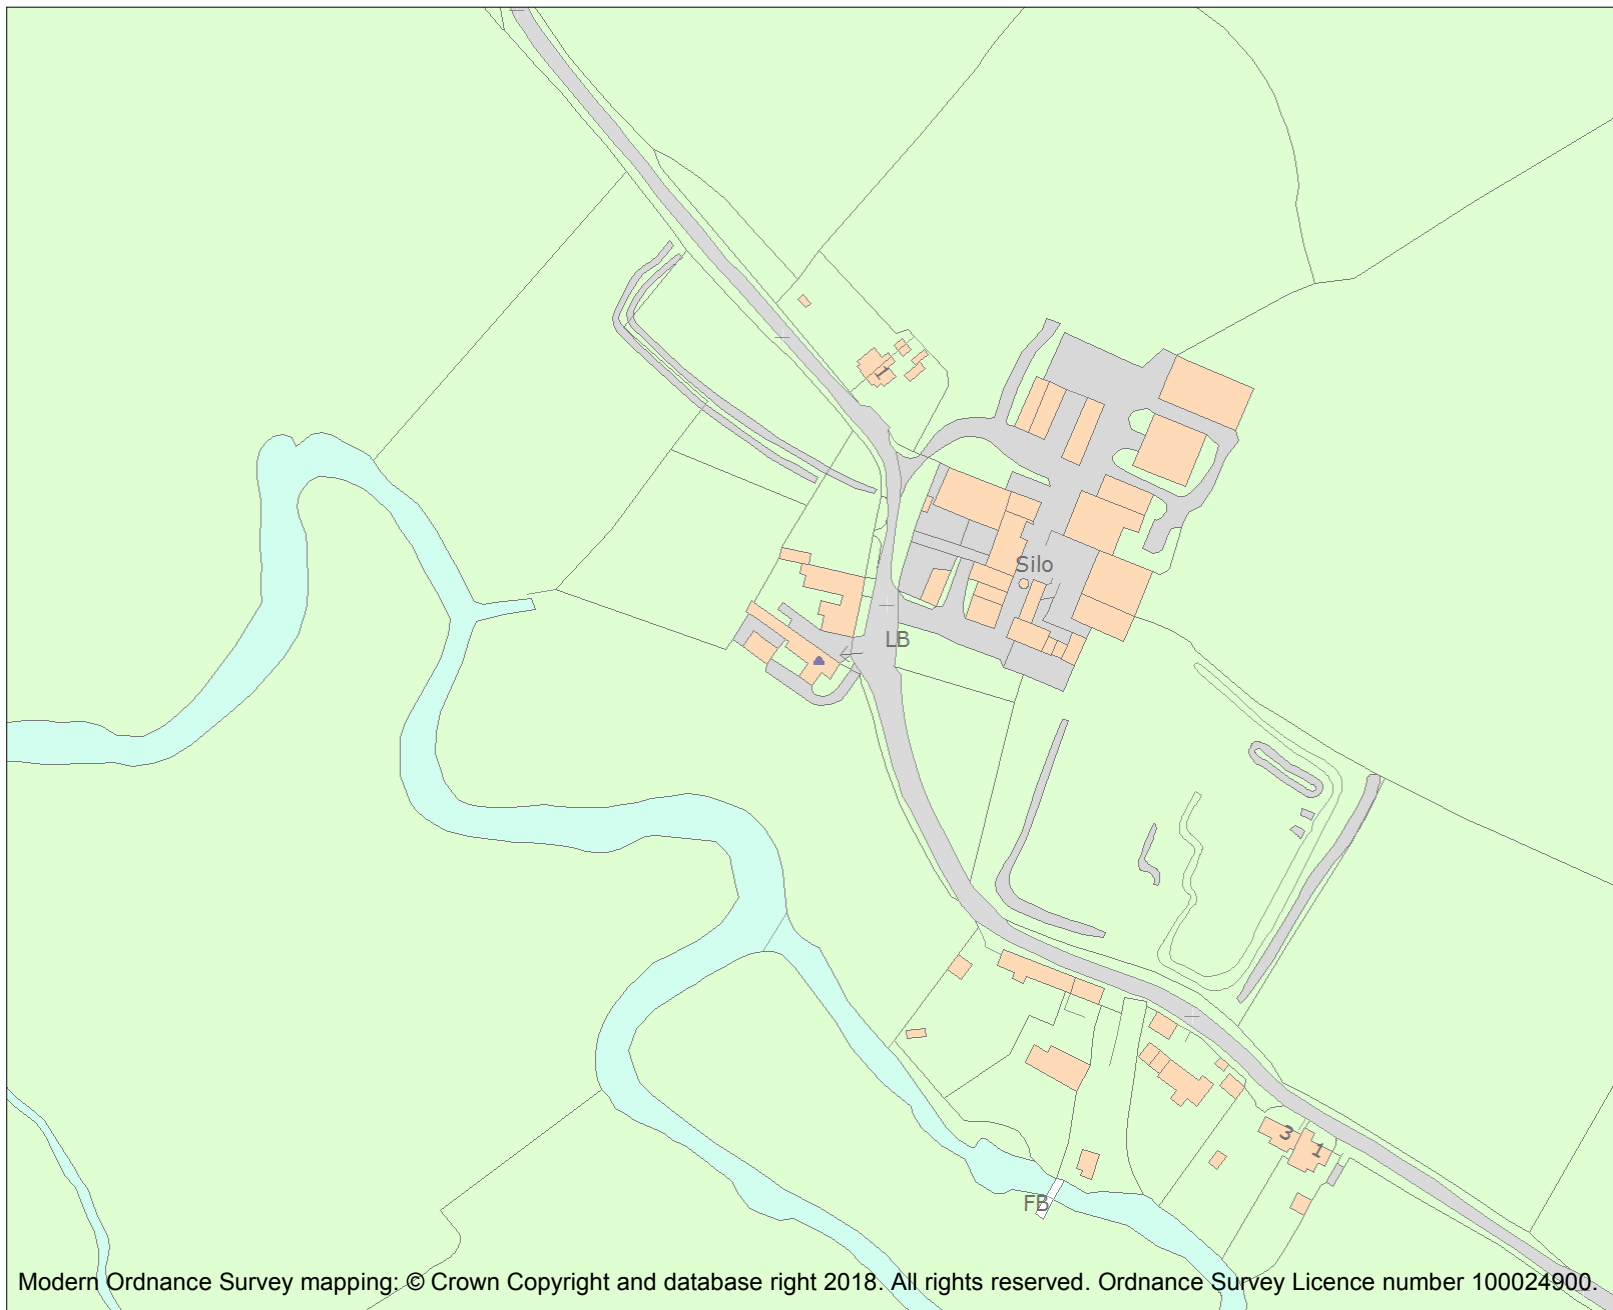 1
Silo
LB
3
1
FB
Modern Ordnance Survey mapping: © Crown Copyright and database right 2018. All rights reserved. Ordnance Survey Licence number 100024900.